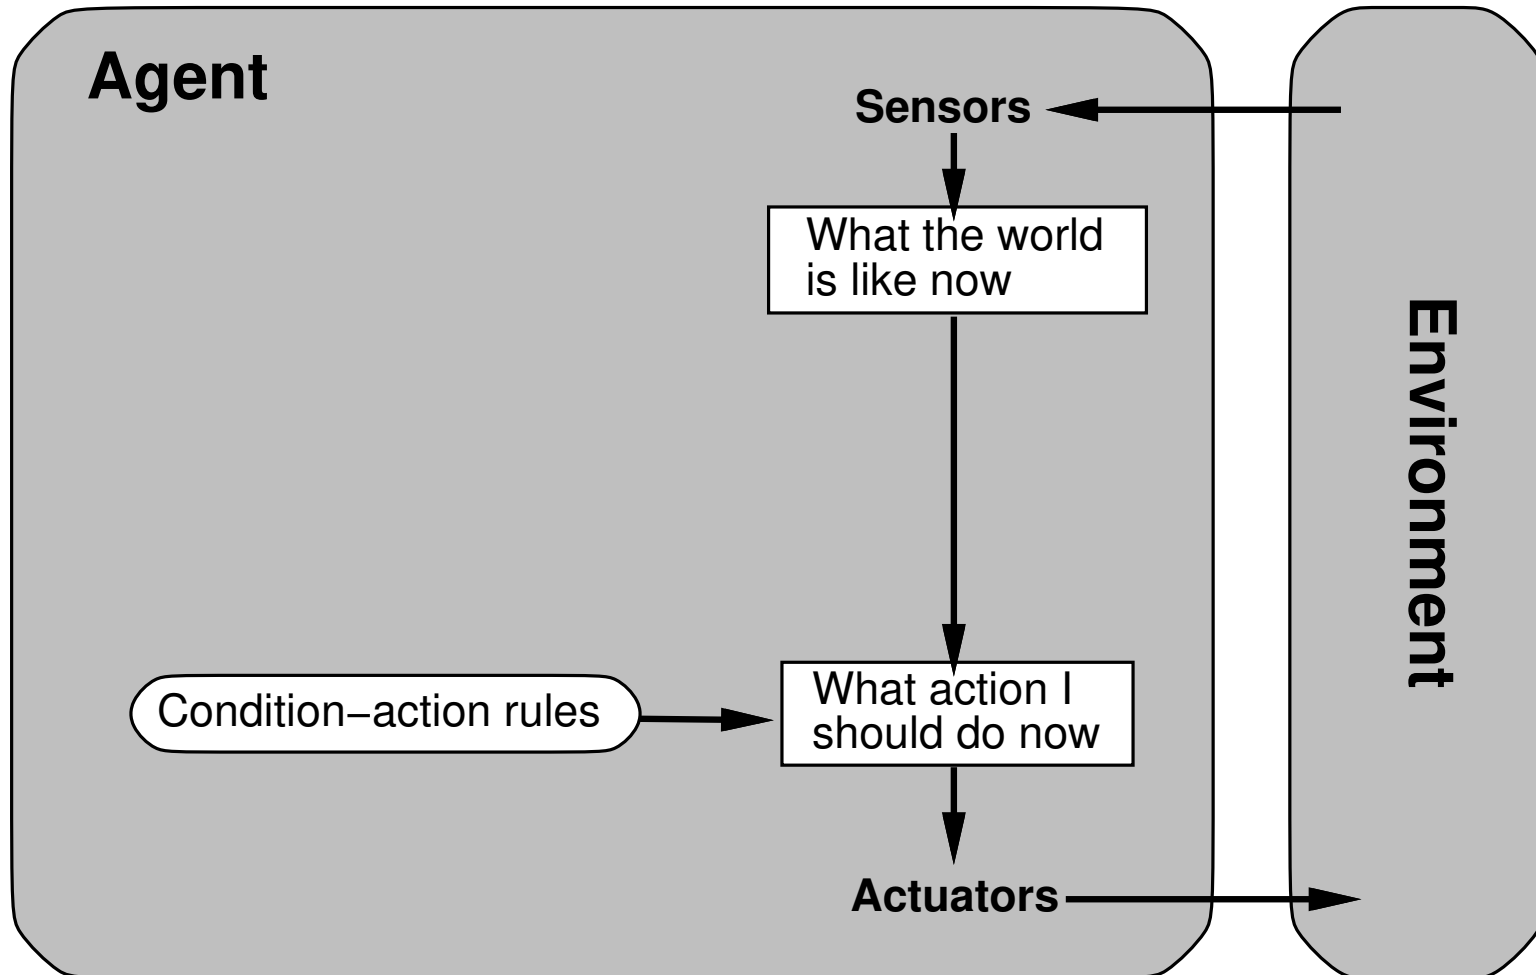 Agent
Sensors
What the world
is like now
Environment
Condition–action rules
What action I
should do now
Actuators